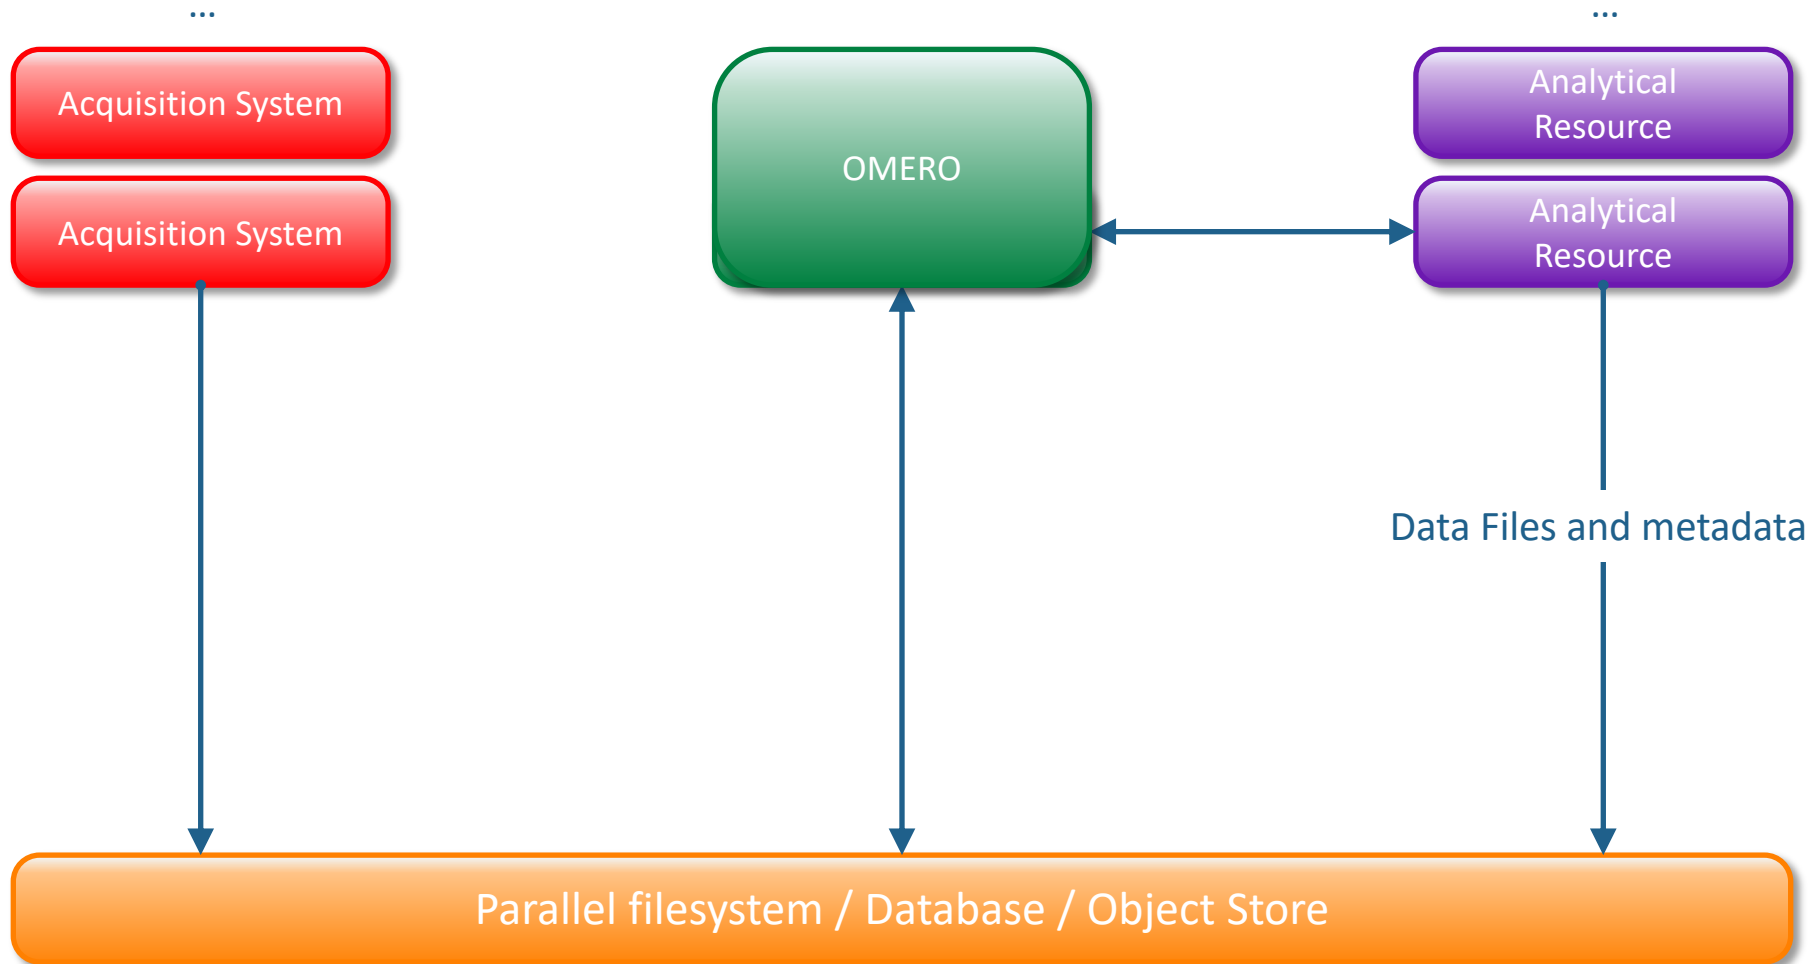 ...
...
Acquisition System
Acquisition System
OMERO
Analytical
Resource
Analytical
Resource
Data Files and metadata
Parallel filesystem / Database / Object Store